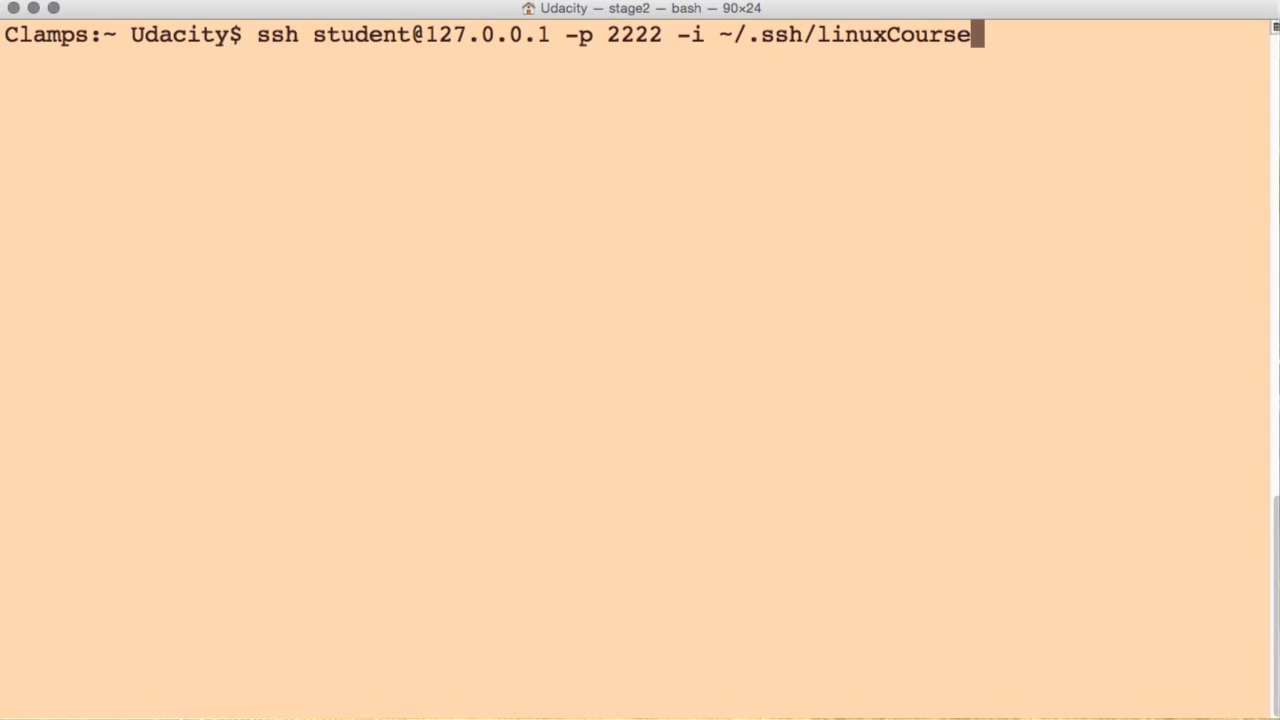 Udacity — stage2 — bash — 90×24
Clamps:~ Udacity$ ssh student@127.0.0.1 -p 2222 -i ~/.ssh/linuxCourse